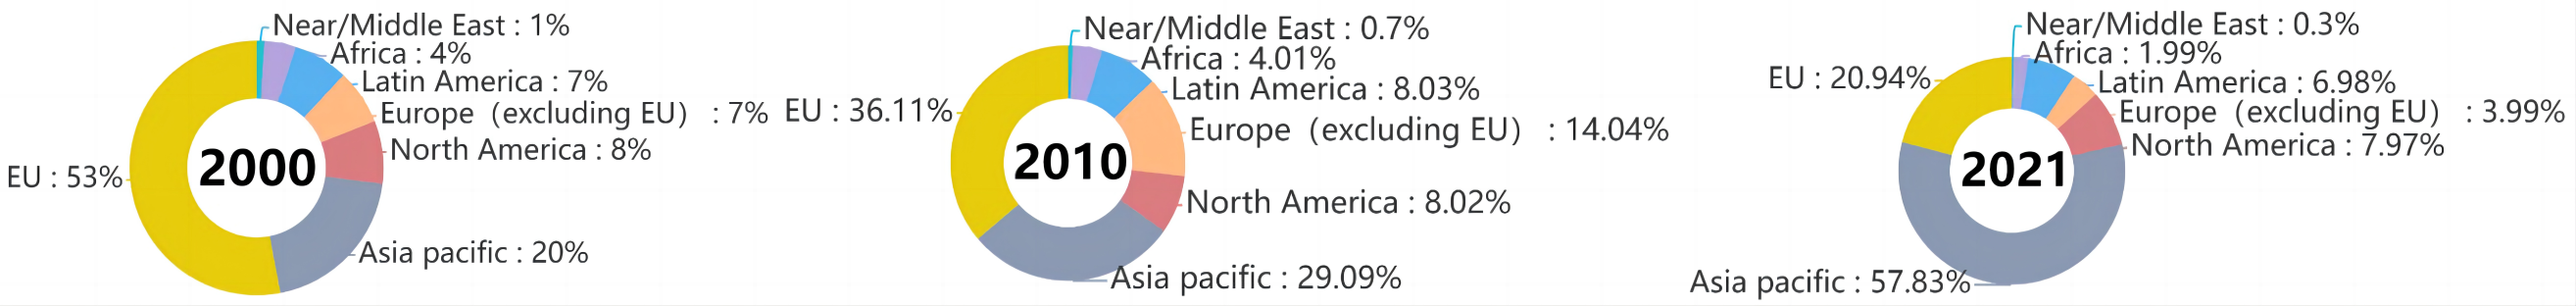 Near/Middle East : 1%
Africa : 4%
Latin America : 7%
Europe（excluding EU） : 7%
North America : 8%
2000
EU : 53%
Asia pacific : 20%
Near/Middle East : 0.7%
Africa : 4.01%
Latin America : 8.03%
EU : 36.11%
Europe（excluding EU） : 14.04%
2010
North America : 8.02%
Asia pacific : 29.09%
Near/Middle East : 0.3%
Africa : 1.99%
EU : 20.94%
Latin America : 6.98%
Europe（excluding EU） : 3.99%
North America : 7.97%
2021
Asia pacific : 57.83%